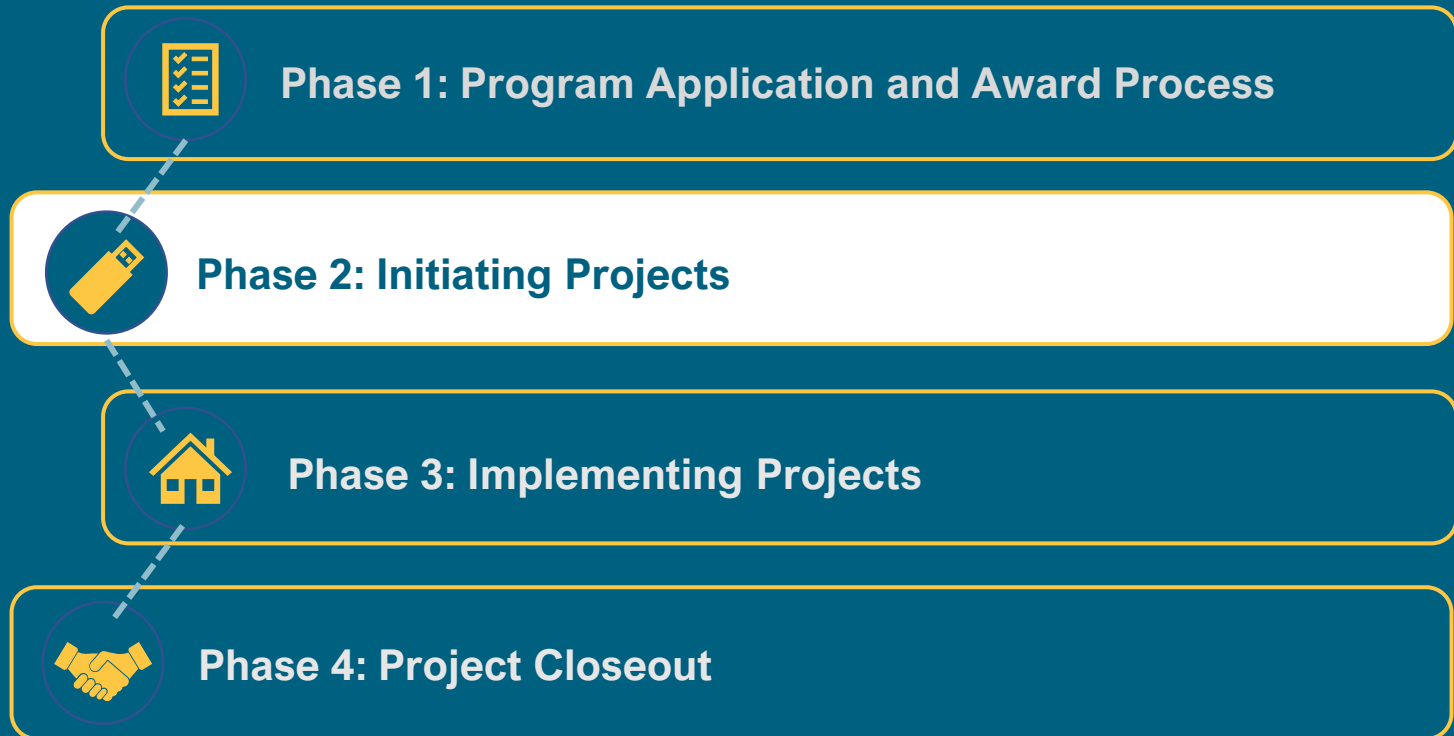 Phase 1: Program Application and Award Process
Phase 2: Initiating Projects
Phase 3: Implementing Projects
Phase 4: Project Closeout